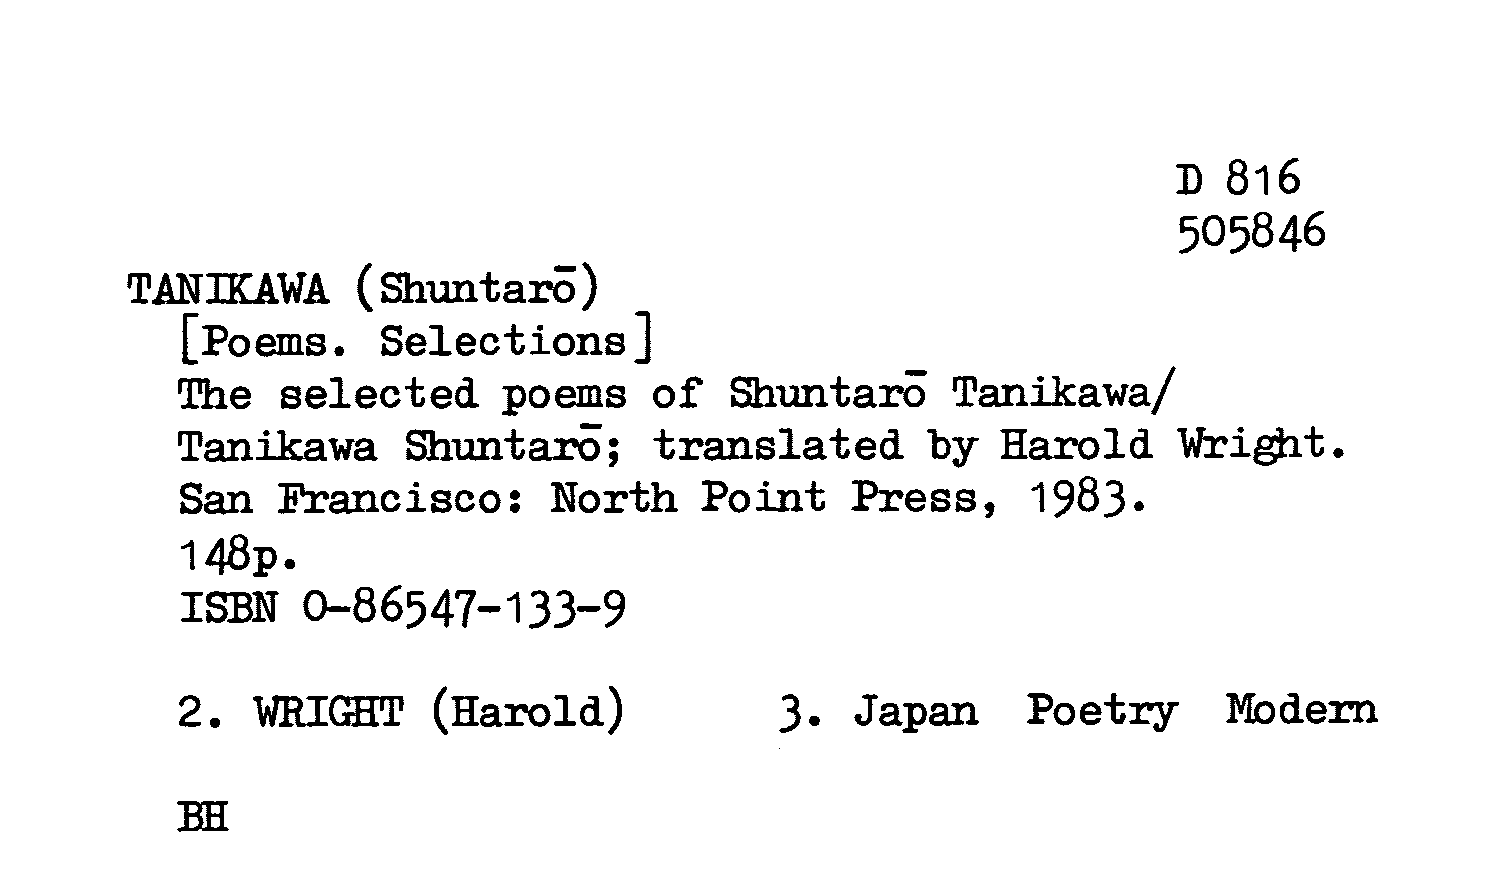 D 816
505846
TANIKAWA (Shuntarō)
[Poems. Selections]
The selected poems of Shuntarō Tanikawa/
Tanikawa Shuntarō; translated by Harold Wright.
San Francisco: North Point Press, 1983.
148p.
ISBN 0-86547-133-9
2. WRIGHT (Harold) 3. Japan Poetry Modern
BH